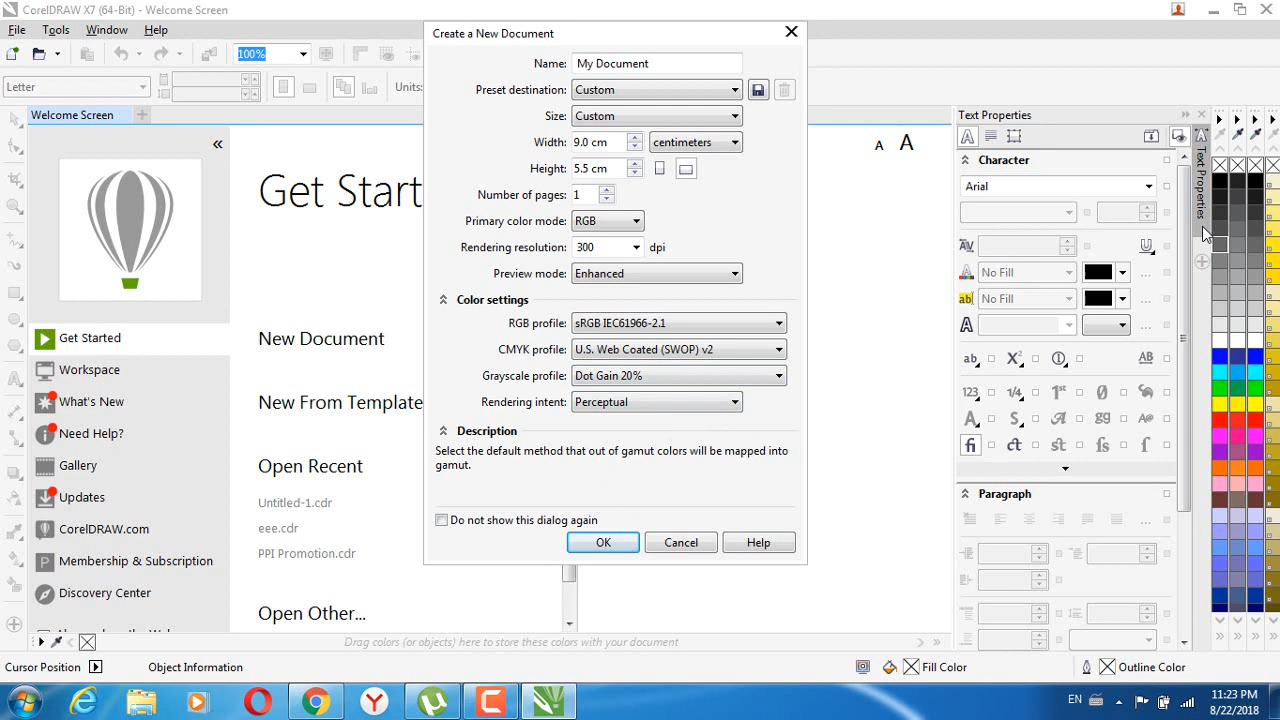 CorelDRAW X7 (64-Bit) - Welcome Screen
File Tools Window Help
100%
Letter
Units:
Welcome Screen
Get Start
Get Started
Workspace
What's New
Need Help?
Gallery
Updates
CorelDRAW.com
Membership & Subscription
Discovery Center
New Document
New From Template
Open Recent
Untitled-1.cdr
eee.cdr
PPI Promotion.cdr
Open Other...
Create a New Document
Name: My Document
Preset destination: Custom
Size: Custom
Width: 9.0 cm centimeters
Height: 5.5 cm
Number of pages: 1
Primary color mode: RGB
Rendering resolution: 300 dpi
Preview mode: Enhanced
Color settings
RGB profile: sRGB IEC61966-2.1
CMYK profile: U.S. Web Coated (SWOP) v2
Grayscale profile: Dot Gain 20%
Rendering intent: Perceptual
Description
Select the default method that out of gamut colors will be mapped into
gamut.
Do not show this dialog again
OK Cancel Help
A A
Text Properties
Character
Arial
No Fill
No Fill
Paragraph
Text Properties
Drag colors (or objects) here to store these colors with your document
Cursor Position Object Information Fill Color Outline Color
EN 11:23 PM
8/22/2018